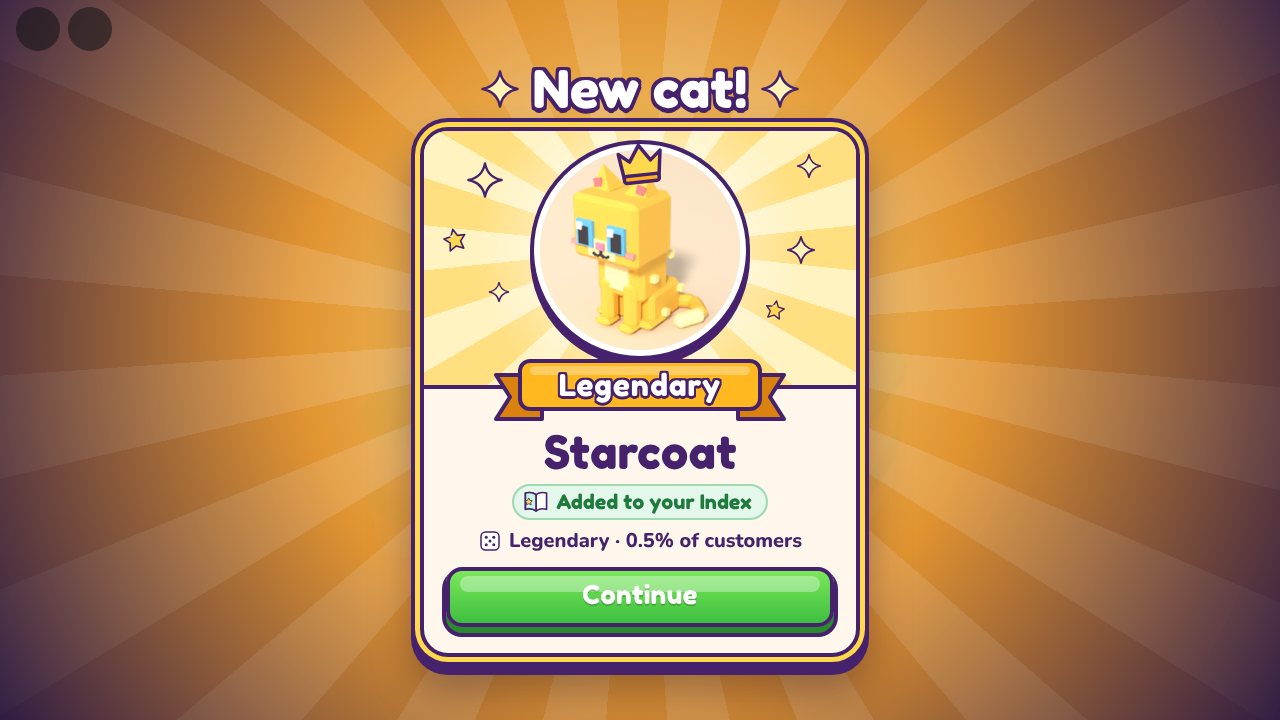 New cat!
Legendary
Starcoat
Added to your Index
Legendary · 0.5% of customers
Continue